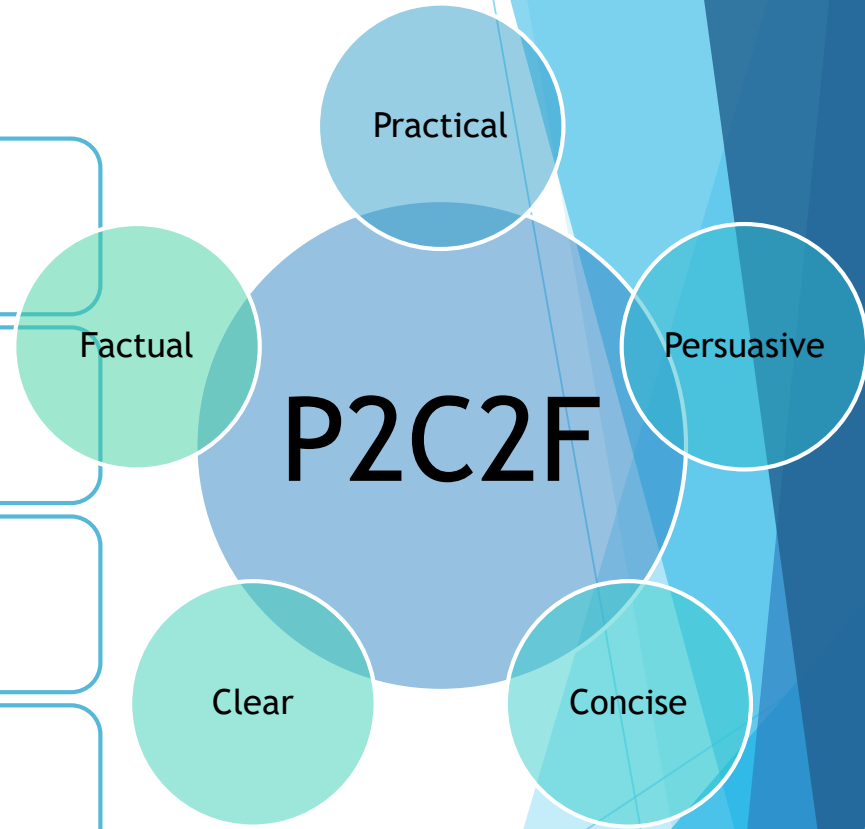 Practical
Factual
Persuasive
P2C2F
Clear
Concise